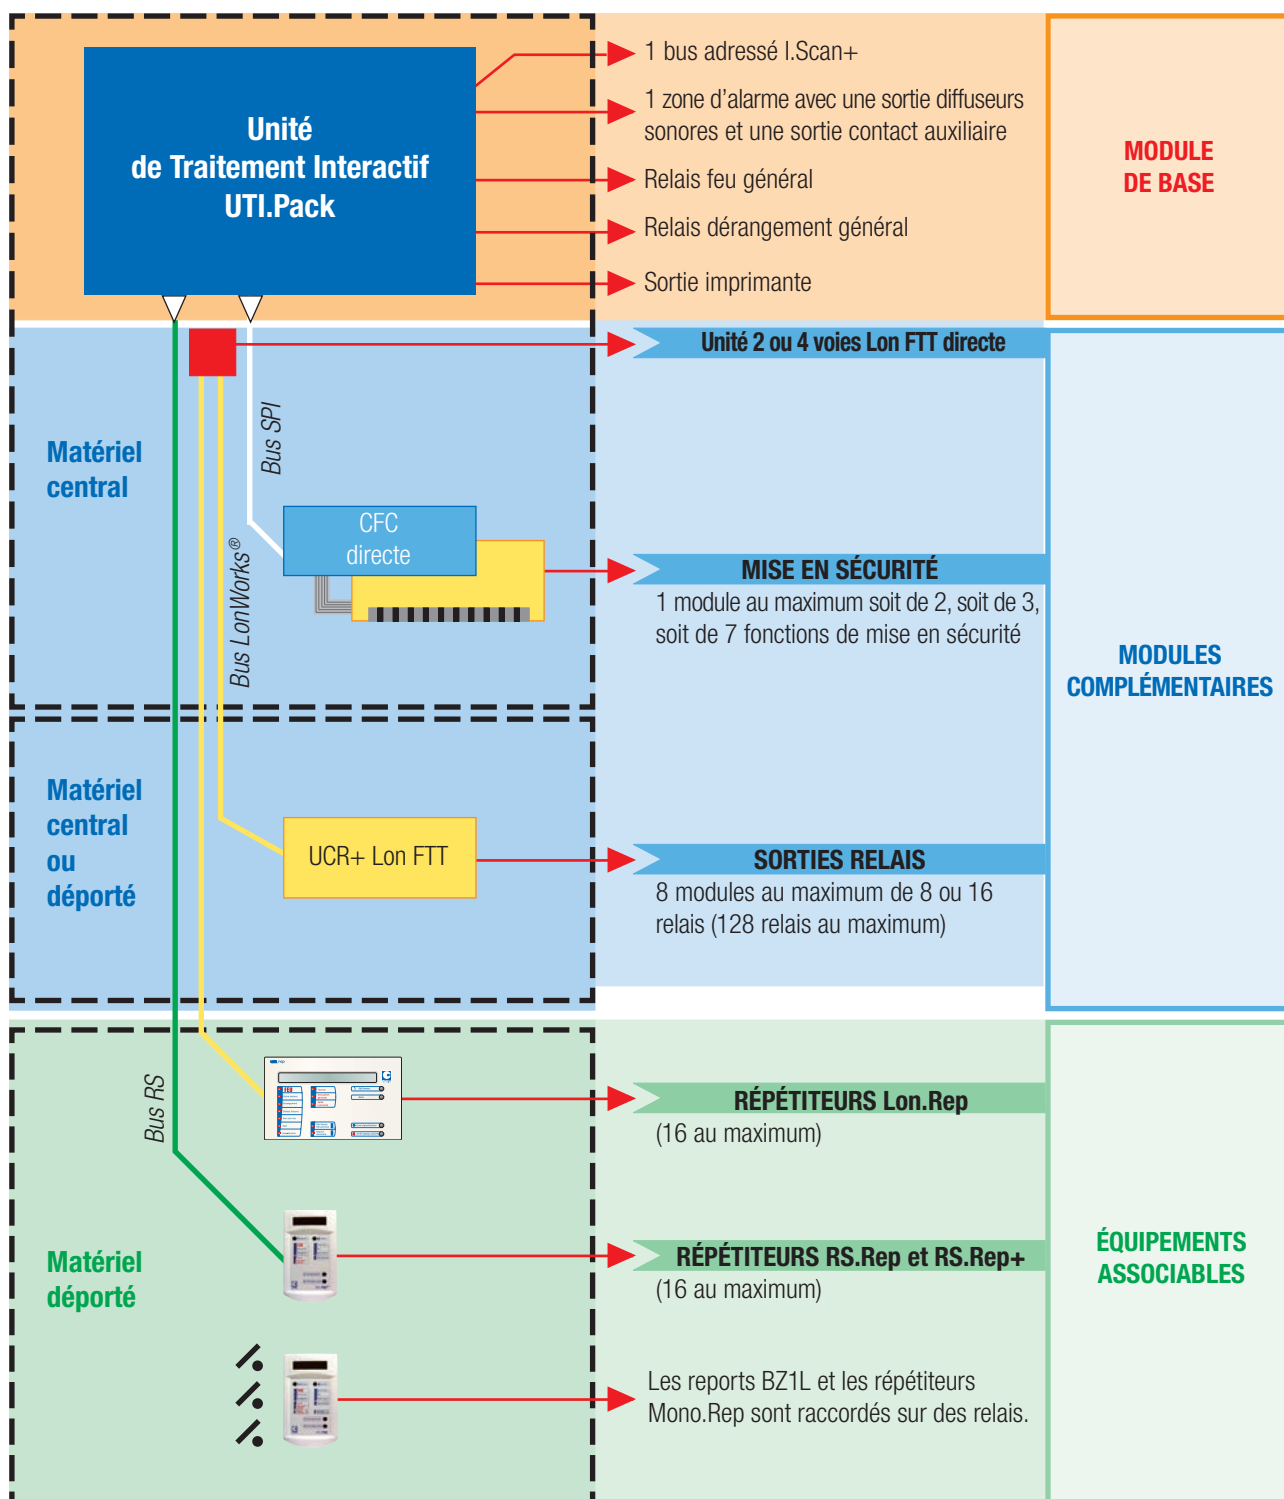 Unité
de Traitement Interactif
UTI.Pack
1 bus adressé I.Scan+
1 zone d'alarme avec une sortie diffuseurs
sonores et une sortie contact auxiliaire
Relais feu général
Relais dérangement général
Sortie imprimante
MODULE
DE BASE
Unité 2 ou 4 voies Lon FTT directe
Matériel
central
Bus SPI
Bus LonWorks®
CFC
directe
MISE EN SÉCURITÉ
1 module au maximum soit de 2, soit de 3,
soit de 7 fonctions de mise en sécurité
MODULES
COMPLÉMENTAIRES
Matériel
central
ou
déporté
UCR+ Lon FTT
SORTIES RELAIS
8 modules au maximum de 8 ou 16
relais (128 relais au maximum)
Bus RS
FEU
RÉPÉTITEURS Lon.Rep
(16 au maximum)
Matériel
déporté
RÉPÉTITEURS RS.Rep et RS.Rep+
(16 au maximum)
ÉQUIPEMENTS
ASSOCIABLES
Les reports BZ1L et les répétiteurs
Mono.Rep sont raccordés sur des relais.